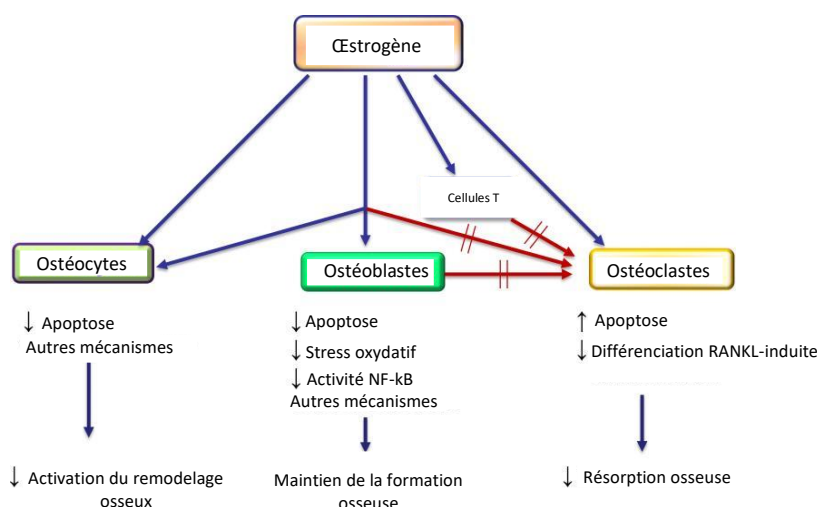 Œstrogène
Cellules T
Ostéocytes
Ostéoblastes
Ostéoclastes
↓ Apoptose
Autres mécanismes
↓ Apoptose
↓ Stress oxydatif
↓ Activité NF-kB
Autres mécanismes
↑ Apoptose
↓ Différenciation RANKL-induite
↓ Activation du remodelage
osseux
Maintien de la formation
osseuse
↓ Résorption osseuse